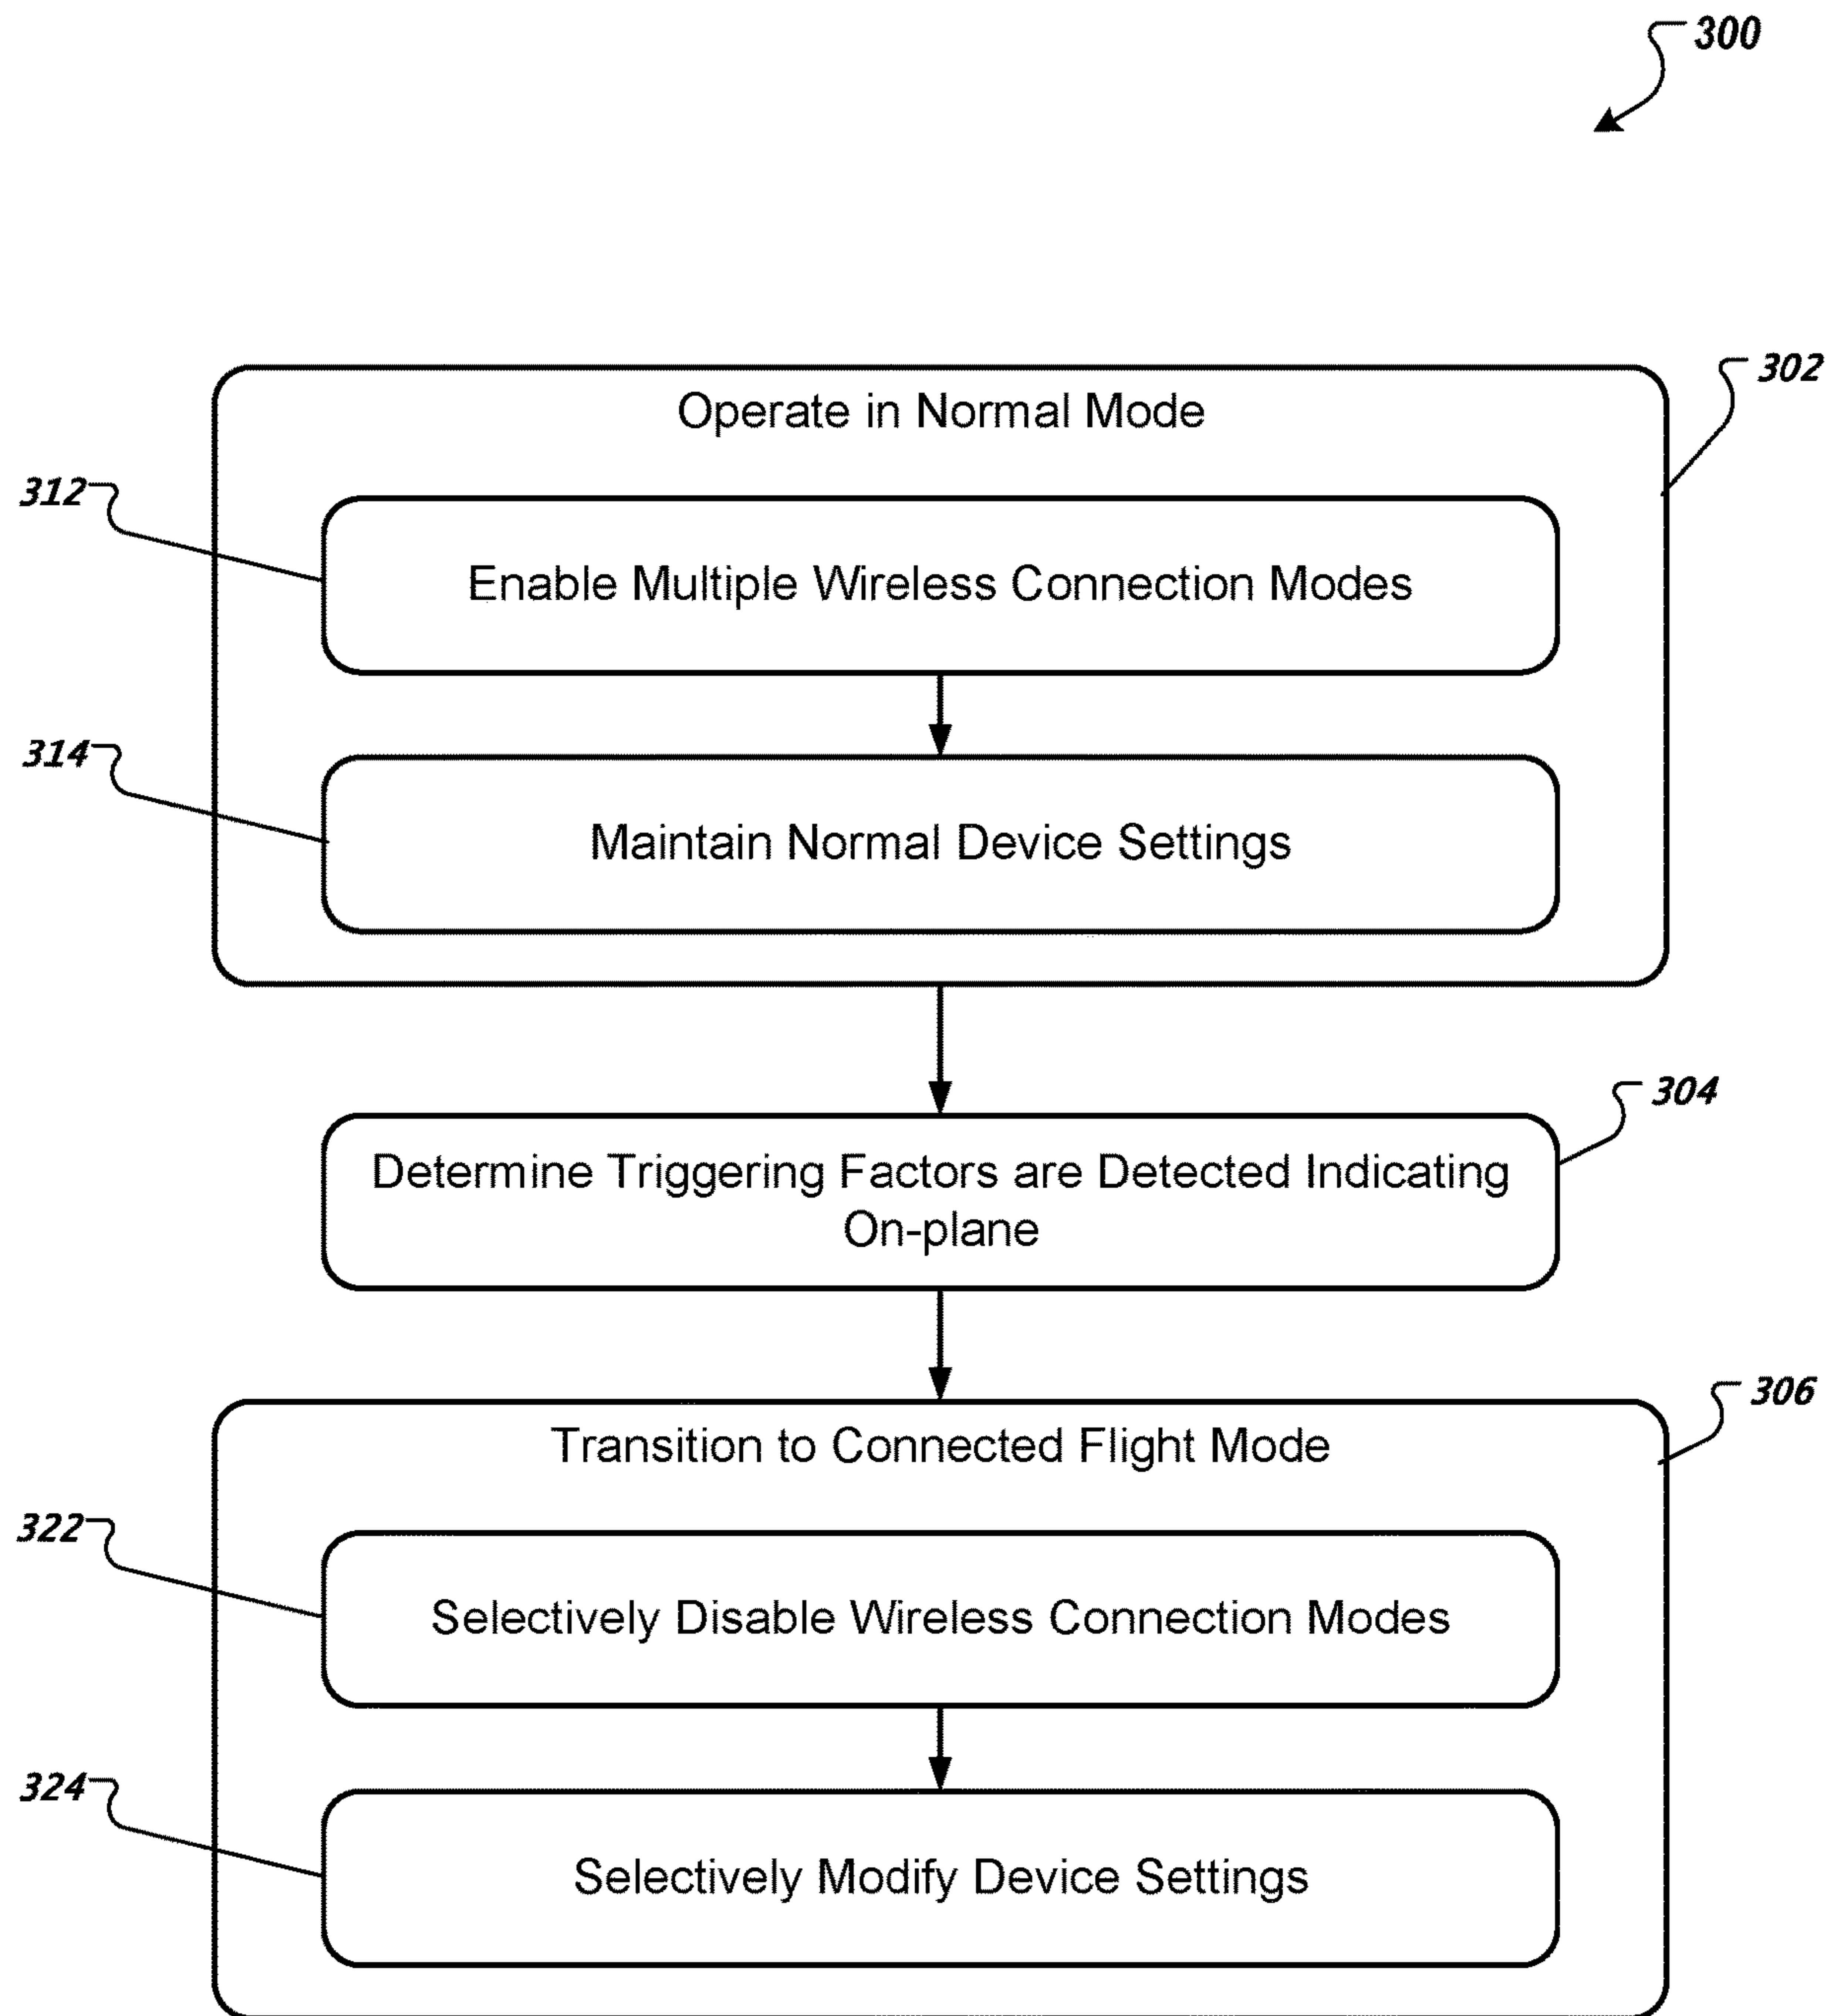 300
302
Operate in Normal Mode
312
Enable Multiple Wireless Connection Modes
314
Maintain Normal Device Settings
304
Determine Triggering Factors are Detected Indicating
On-plane
306
Transition to Connected Flight Mode
322
Selectively Disable Wireless Connection Modes
324
Selectively Modify Device Settings